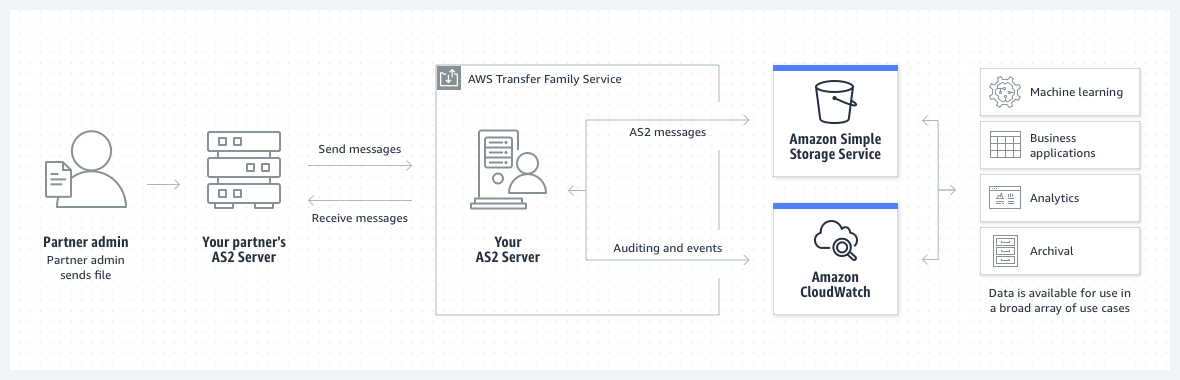 AWS Transfer Family Service
Partner admin
Partner admin
sends file
Your partner's
AS2 Server
Send messages
Receive messages
Your
AS2 Server
AS2 messages
Auditing and events
Amazon Simple
Storage Service
Amazon
CloudWatch
Machine learning
Business
applications
Analytics
Archival
Data is available for use in
a broad array of use cases